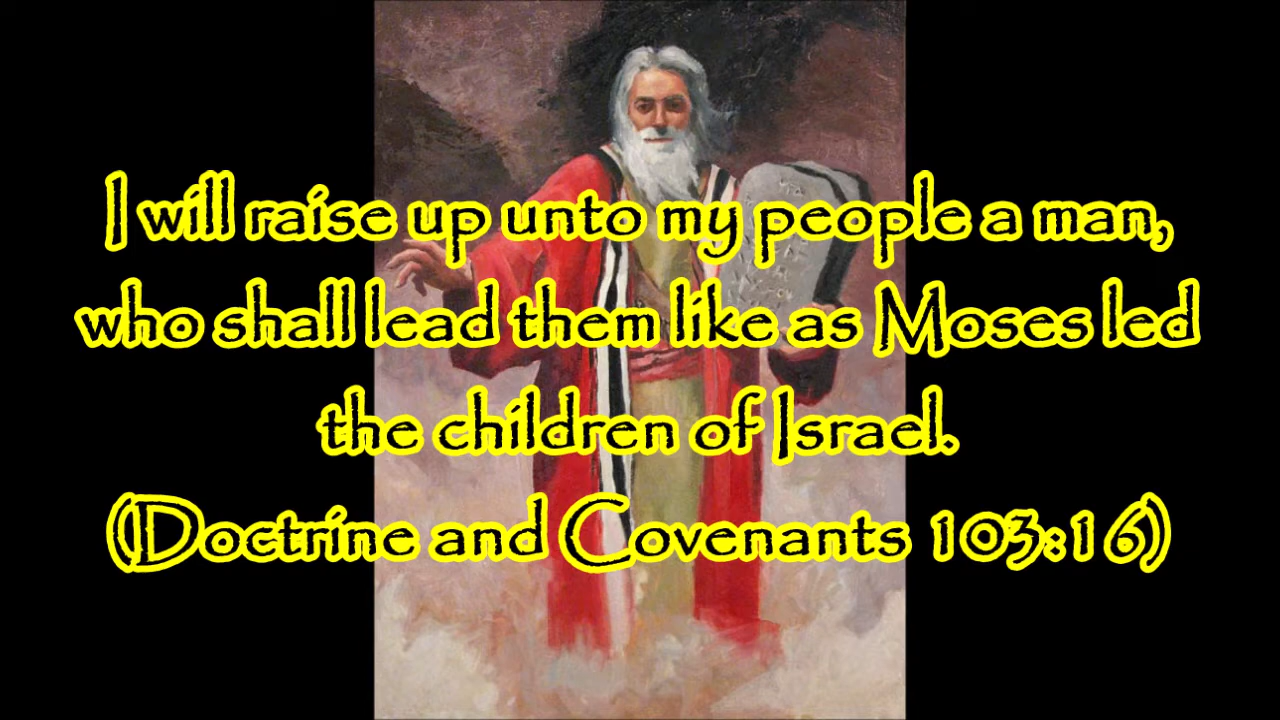 I will raise up unto my people a man,
who shall lead them like as Moses led
the children of Israel.
(Doctrine and Covenants 103:16)